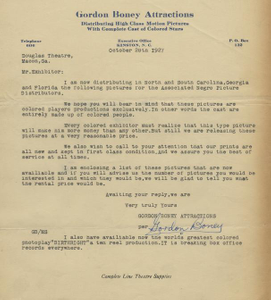 Gordon Boney Attractions
Distributing High Class Motion Pictures
With Complete Cast of Colored Stars
Telephone
Executive Office
KINSTON, N. C.
P. O. Box
October 29th 1922
Douglas Theatre,
Macon, Ga.
Mr. Exhibitor:
I am now distributing in North and South Carolina, Georgia
and Florida the following pictures for the Associated Negro Picture
Distributors.
We hope you will bear in mind that these pictures are
colored players productions exclusively. In other words the cast are
entirely made up of colored people.
Every colored exhibitor must realize that this type picture
will make him more money than any other. But still we are releasing these
pictures at a very reasonable price.
We also wish to call to your attention that our prints are
all new and kept in first class condition, and we assure you the best of
service at all times.
I am enclosing a list of these pictures that are now
available and if you will advise us the number of pictures you would be
interested in and which they would be, we will be glad to tell you what
the rental price would be.
Awaiting your reply, we are
Very truly yours
GORDON BONEY ATTRACTIONS
per Gordon Boney
I also have available now the worlds greatest colored
photoplay "BIRTHRIGHT" a ten reel production. IT is breaking box office
records everywhere.
Complete Line Theatre Supplies